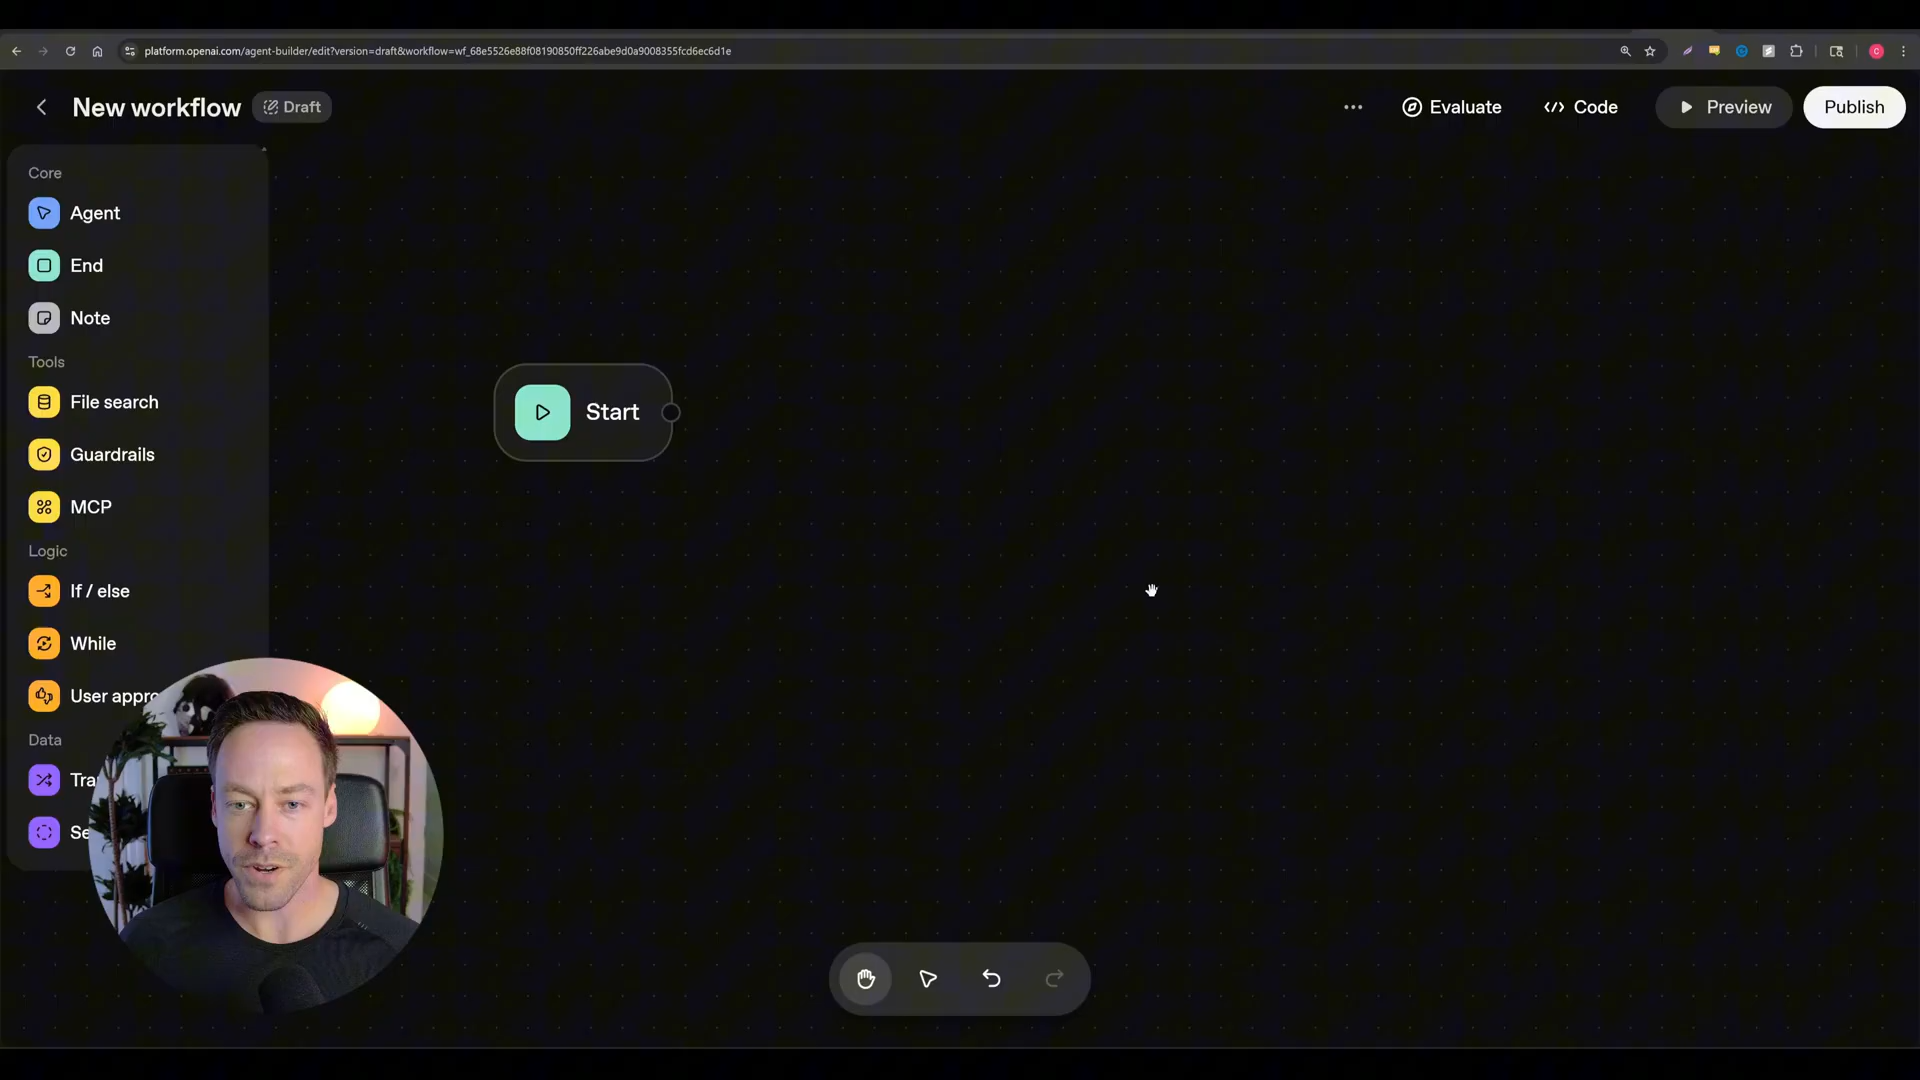 platform.openai.com/agent-builder/edit?version=draft&workflow=wf_68e5526e88f08190850ff226abe9d0a9008355fcd6ec6d1e
New workflow
Draft
Evaluate
Code
Preview
Publish
Core
Agent
End
Note
Tools
File search
Guardrails
MCP
Logic
If / else
While
User appro
Data
Tra
Se
Start
C